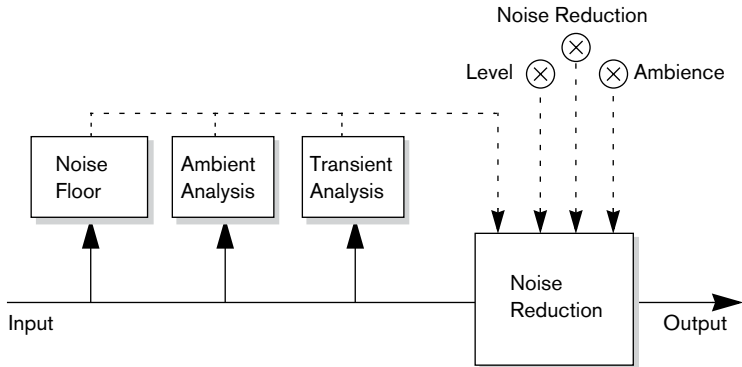 Noise Reduction
Level
Ambience
Noise
Floor
Ambient
Analysis
Transient
Analysis
Noise
Reduction
Input
Output